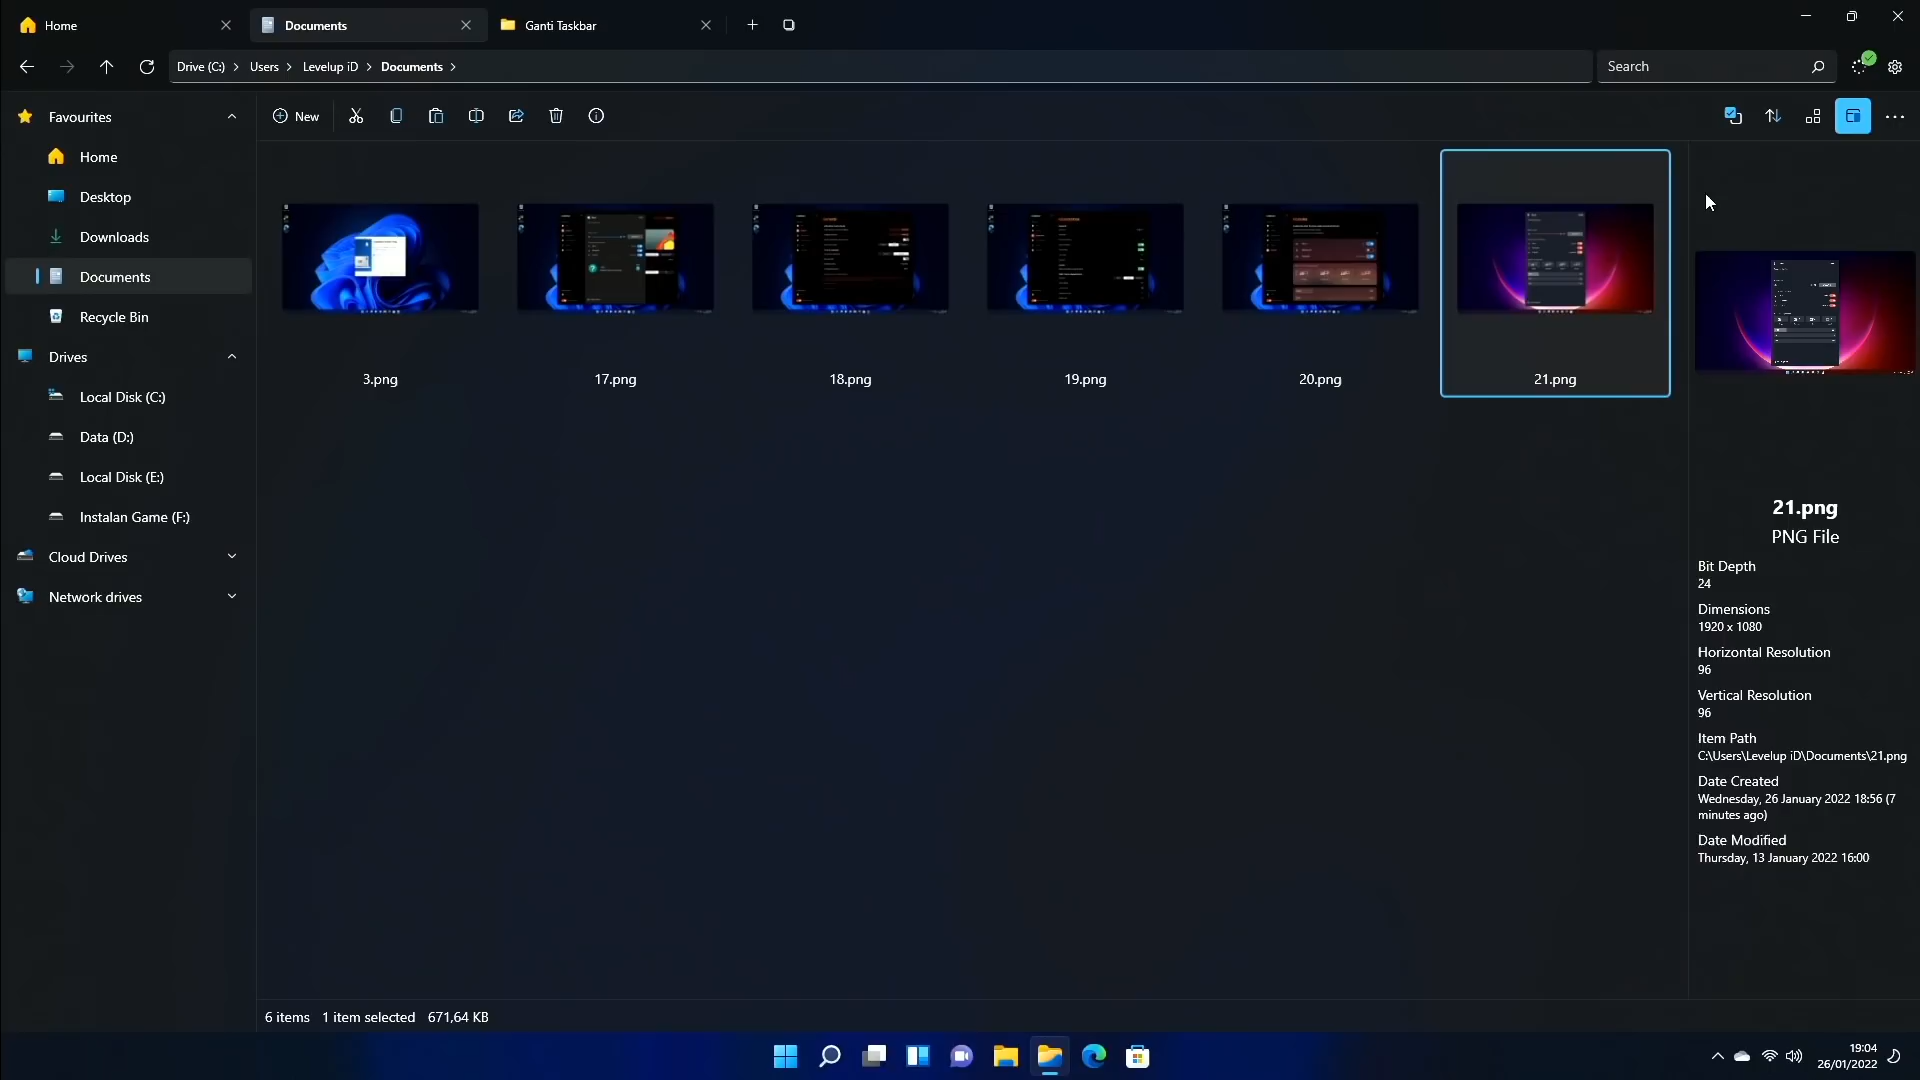 Home
Documents
Ganti Taskbar
Drive (C:) > Users > Levelup iD > Documents >
Search
Favourites
New
Home
Desktop
Downloads
Documents
Recycle Bin
Drives
Local Disk (C:)
Data (D:)
Local Disk (E:)
Instalan Game (F:)
Cloud Drives
Network drives
3.png
17.png
18.png
19.png
20.png
21.png
21.png
PNG File
Bit Depth
24
Dimensions
1920 x 1080
Horizontal Resolution
96
Vertical Resolution
96
Item Path
C:\Users\Levelup iD\Documents\21.png
Date Created
Wednesday, 26 January 2022 18:56 (7
minutes ago)
Date Modified
Thursday, 13 January 2022 16:00
6 items 1 item selected 671,64 KB
19:04
26/01/2022